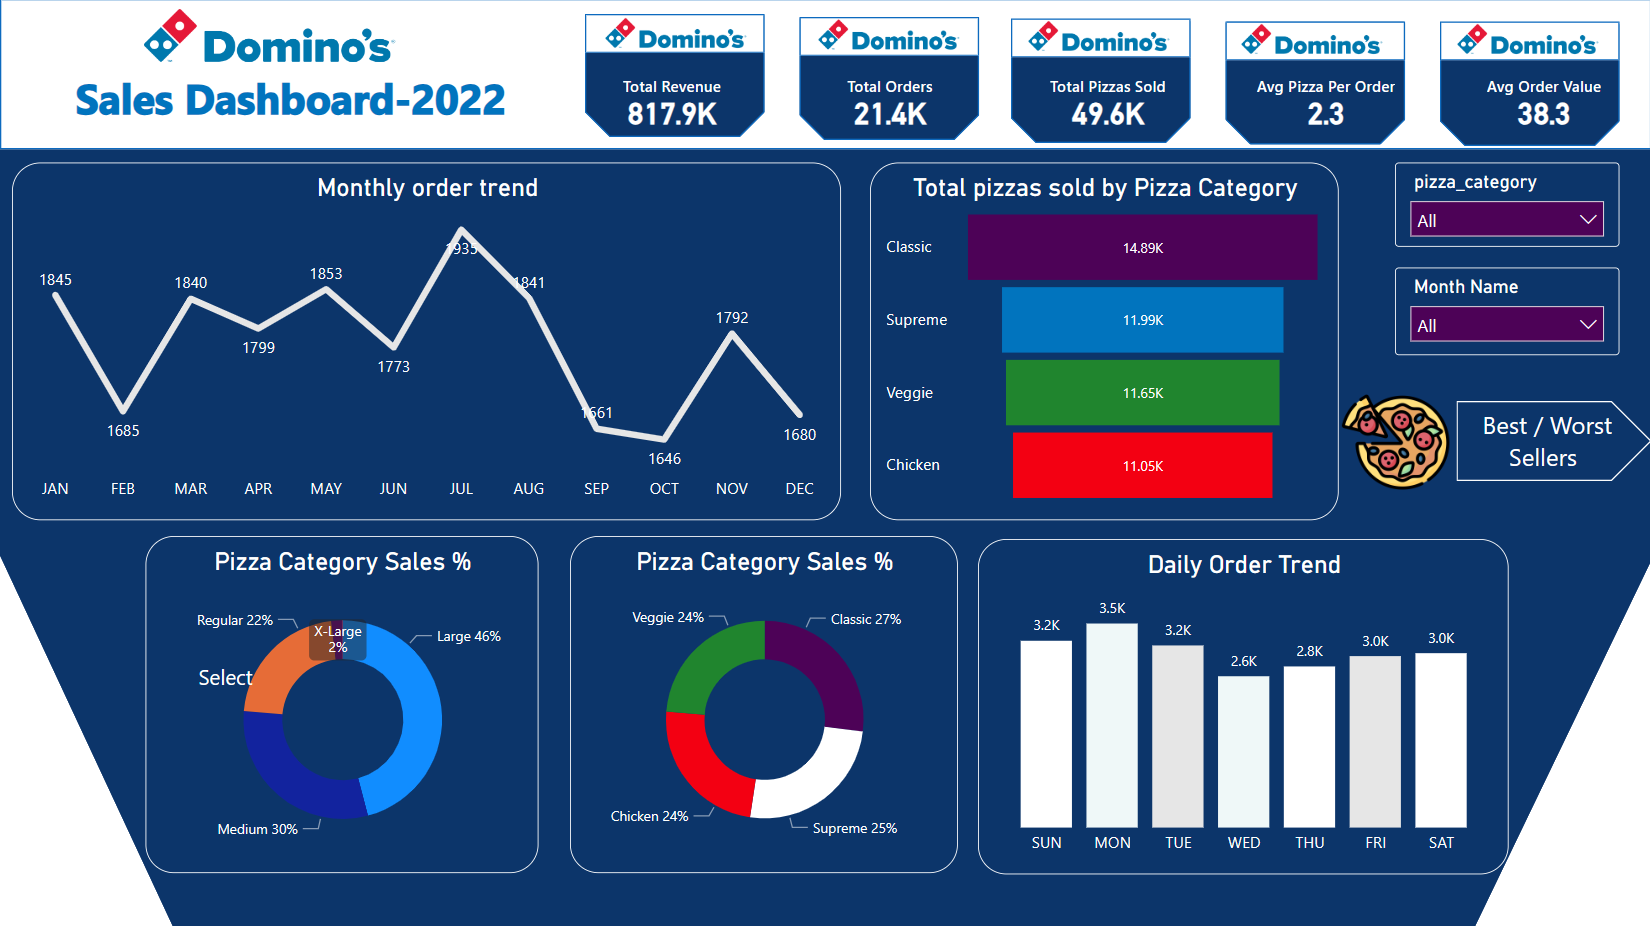 Domino's
Sales Dashboard-2022
Domino's
Total Revenue
817.9K
Domino's
Total Orders
21.4K
Domino's
Total Pizzas Sold
49.6K
Domino's
Avg Pizza Per Order
2.3
Domino's
Avg Order Value
38.3
Monthly order trend
1845
1685
1840
1799
1853
1773
1935
1841
1661
1646
1792
1680
JAN
FEB
MAR
APR
MAY
JUN
JUL
AUG
SEP
OCT
NOV
DEC
Total pizzas sold by Pizza Category
Classic
14.89K
Supreme
11.99K
Veggie
11.65K
Chicken
11.05K
pizza_category
All
Month Name
All
Best / Worst
Sellers
Pizza Category Sales %
Regular 22%
X-Large
2%
Large 46%
Select
Medium 30%
Pizza Category Sales %
Veggie 24%
Classic 27%
Chicken 24%
Supreme 25%
Daily Order Trend
3.2K
3.5K
3.2K
2.6K
2.8K
3.0K
3.0K
SUN
MON
TUE
WED
THU
FRI
SAT